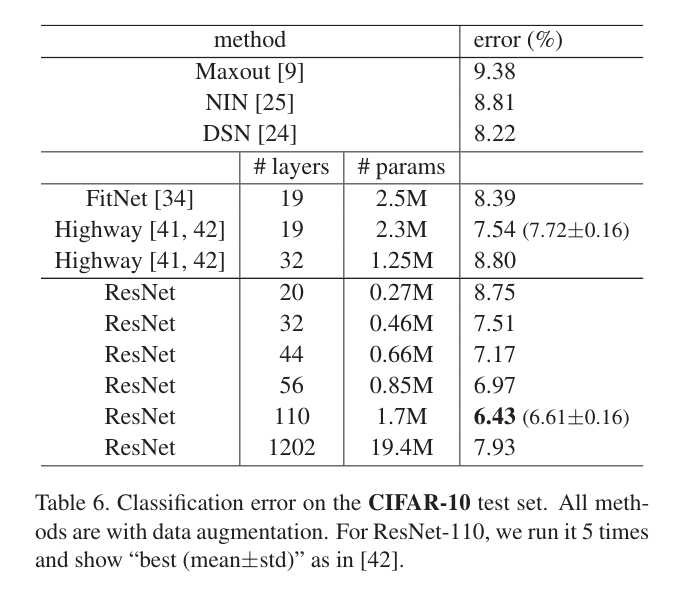 method error (%)
Maxout [9] 9.38
NIN [25] 8.81
DSN [24] 8.22
# layers # params
FitNet [34] 19 2.5M 8.39
Highway [41, 42] 19 2.3M 7.54 (7.72±0.16)
Highway [41, 42] 32 1.25M 8.80
ResNet 20 0.27M 8.75
ResNet 32 0.46M 7.51
ResNet 44 0.66M 7.17
ResNet 56 0.85M 6.97
ResNet 110 1.7M 6.43 (6.61±0.16)
ResNet 1202 19.4M 7.93
Table 6. Classification error on the CIFAR-10 test set. All meth-
ods are with data augmentation. For ResNet-110, we run it 5 times
and show “best (mean±std)” as in [42].